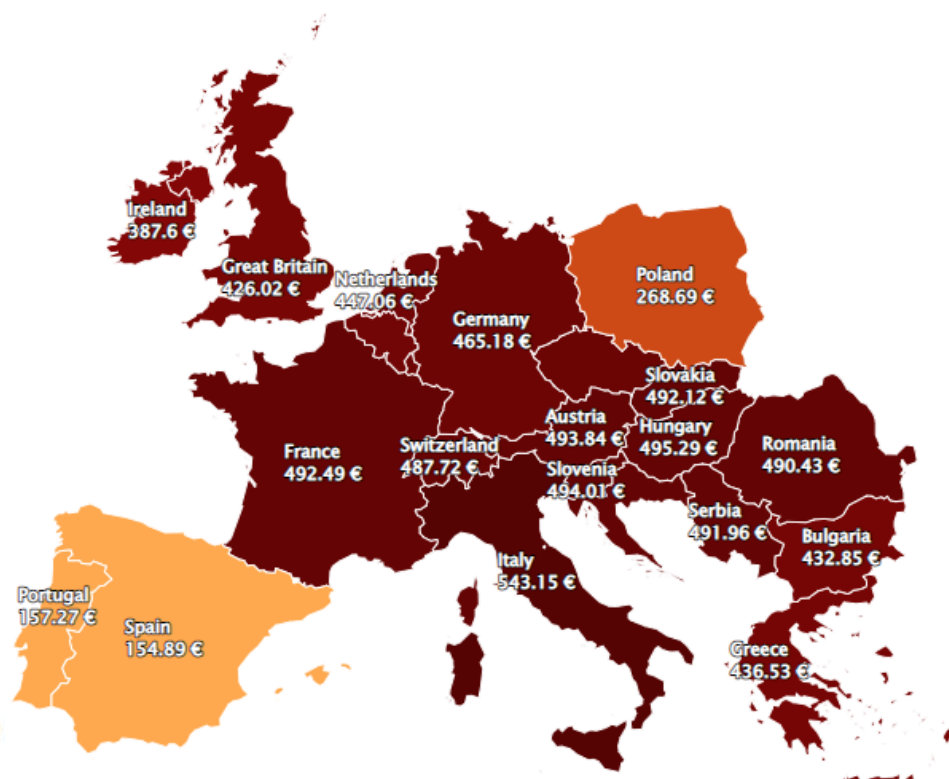 Ireland
387.6 €
Great Britain
426.02 €
Netherlands
447.06 €
Poland
268.69 €
Germany
465.18 €
Slovakia
492.12 €
Austria
493.84 €
Hungary
495.29 €
France
492.49 €
Switzerland
487.72 €
Romania
490.43 €
Slovenia
494.01 €
Serbia
491.96 €
Bulgaria
432.85 €
Italy
543.15 €
Portugal
157.27 €
Spain
154.89 €
Greece
436.53 €